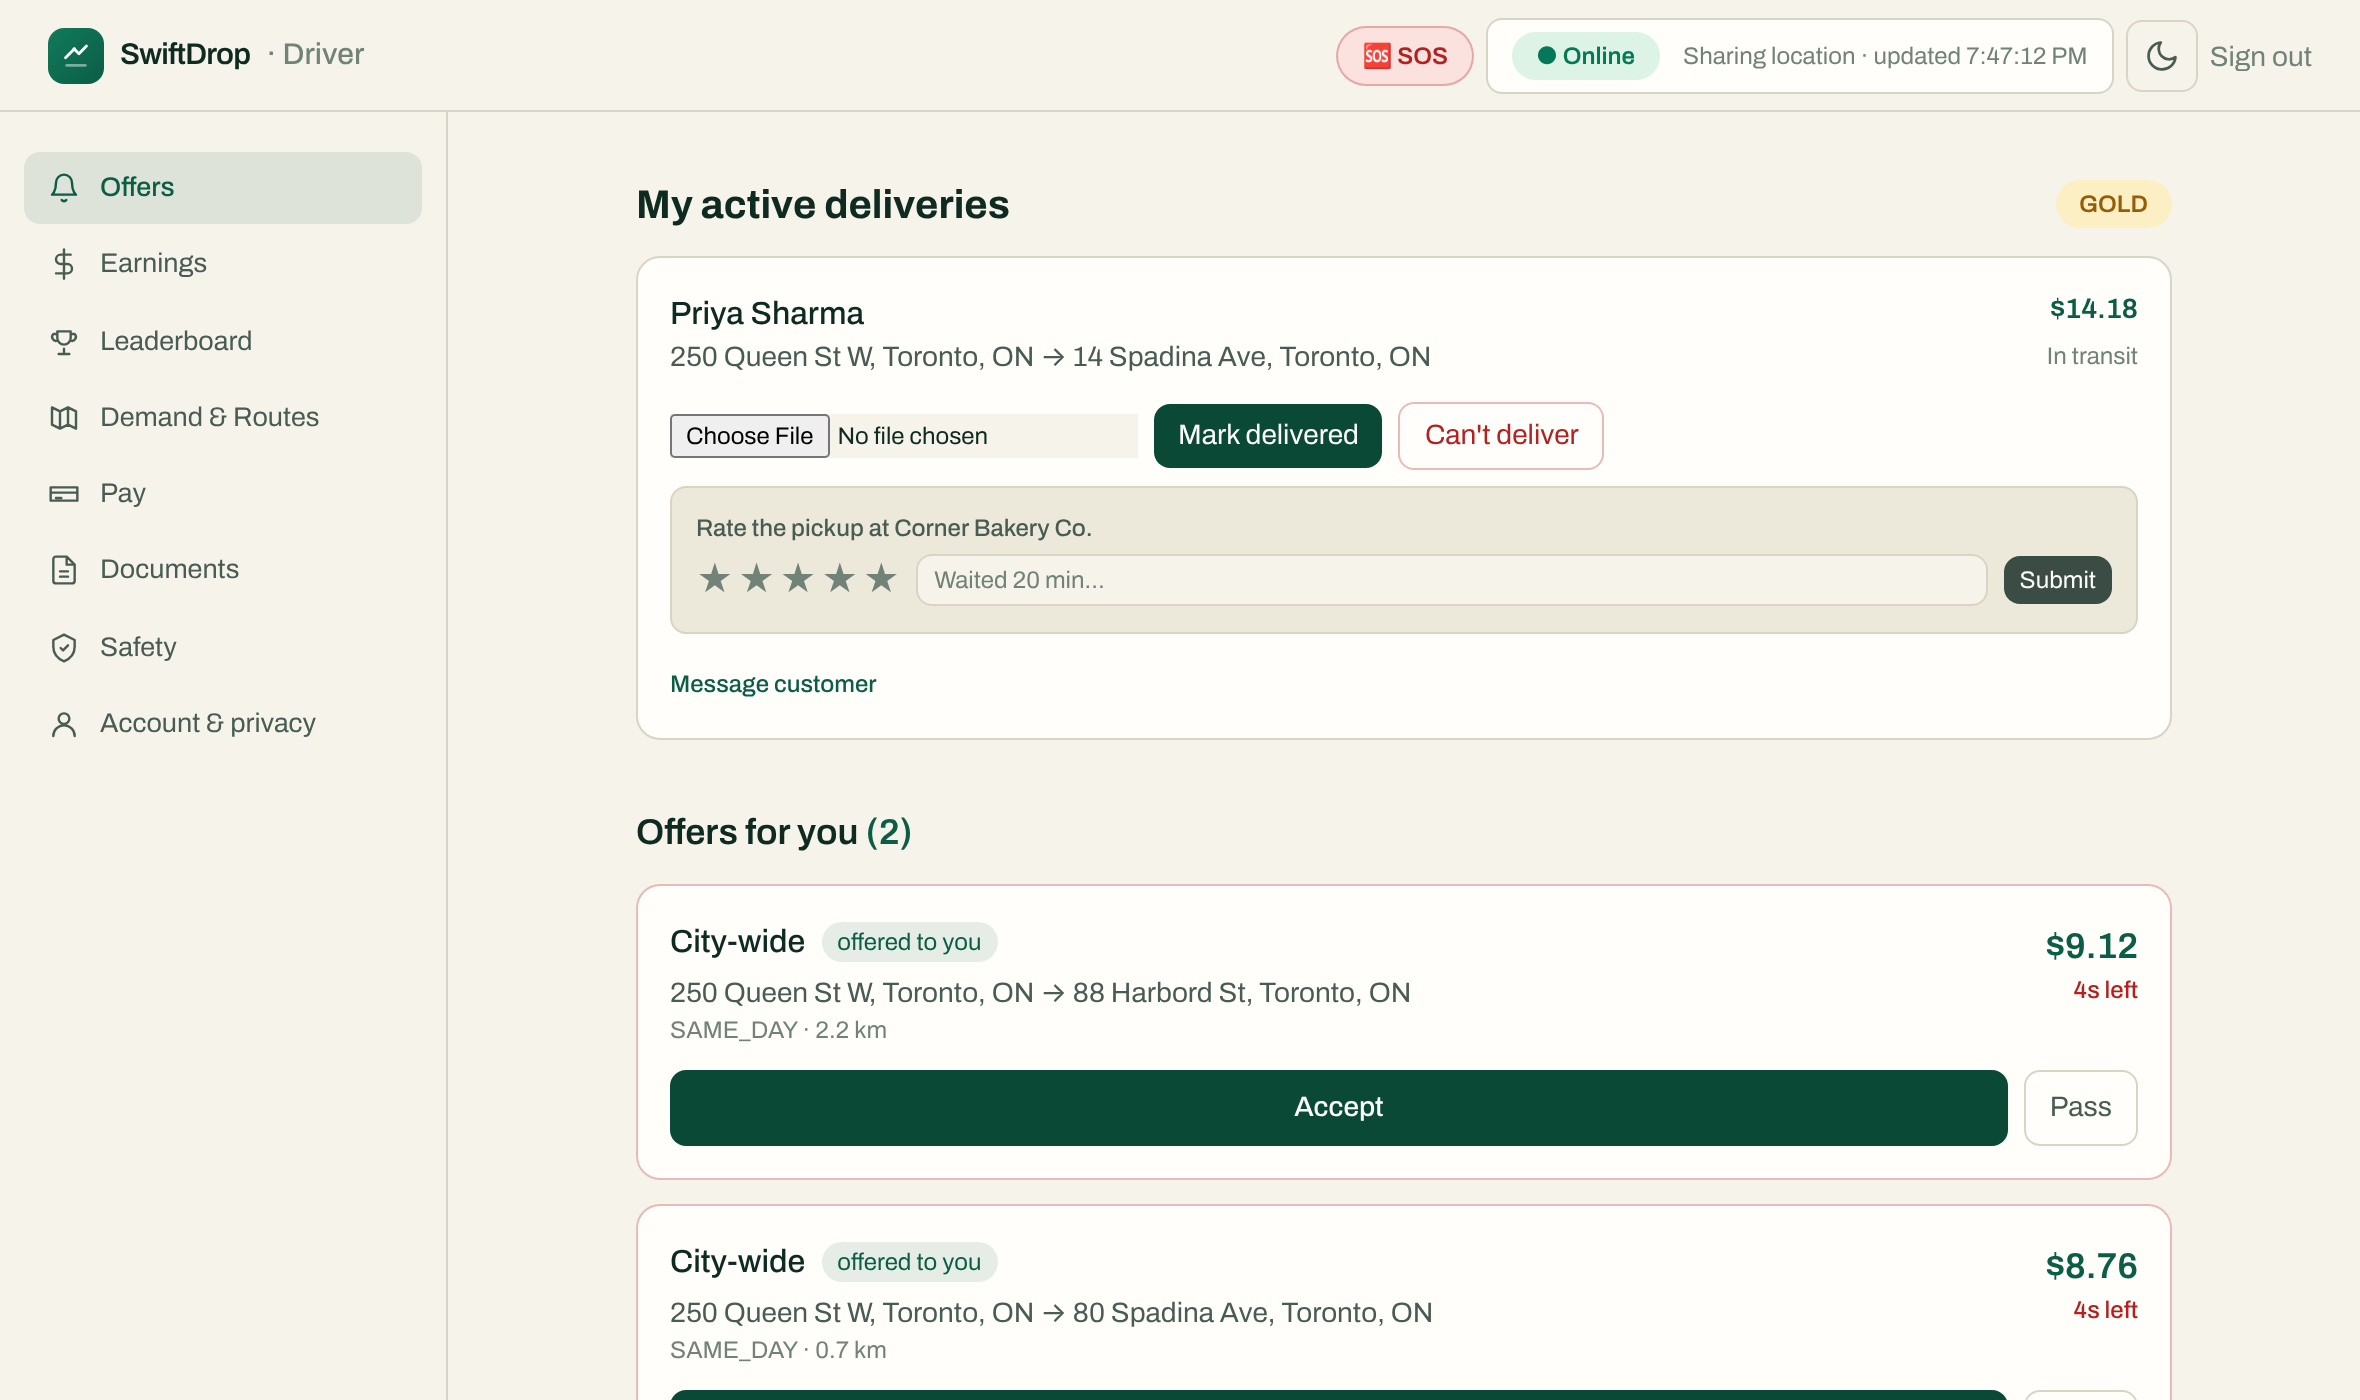 SwiftDrop · Driver
🆘 SOS
Online
Sharing location · updated 7:47:12 PM
Sign out
Offers
Earnings
Leaderboard
Demand & Routes
Pay
Documents
Safety
Account & privacy
My active deliveries
GOLD
Priya Sharma
$14.18
250 Queen St W, Toronto, ON → 14 Spadina Ave, Toronto, ON
In transit
Choose File No file chosen
Mark delivered
Can't deliver
Rate the pickup at Corner Bakery Co.
★ ★ ★ ★ ★
Waited 20 min...
Submit
Message customer
Offers for you (2)
City-wide
offered to you
$9.12
250 Queen St W, Toronto, ON → 88 Harbord St, Toronto, ON
4s left
SAME_DAY · 2.2 km
Accept
Pass
City-wide
offered to you
$8.76
250 Queen St W, Toronto, ON → 80 Spadina Ave, Toronto, ON
4s left
SAME_DAY · 0.7 km